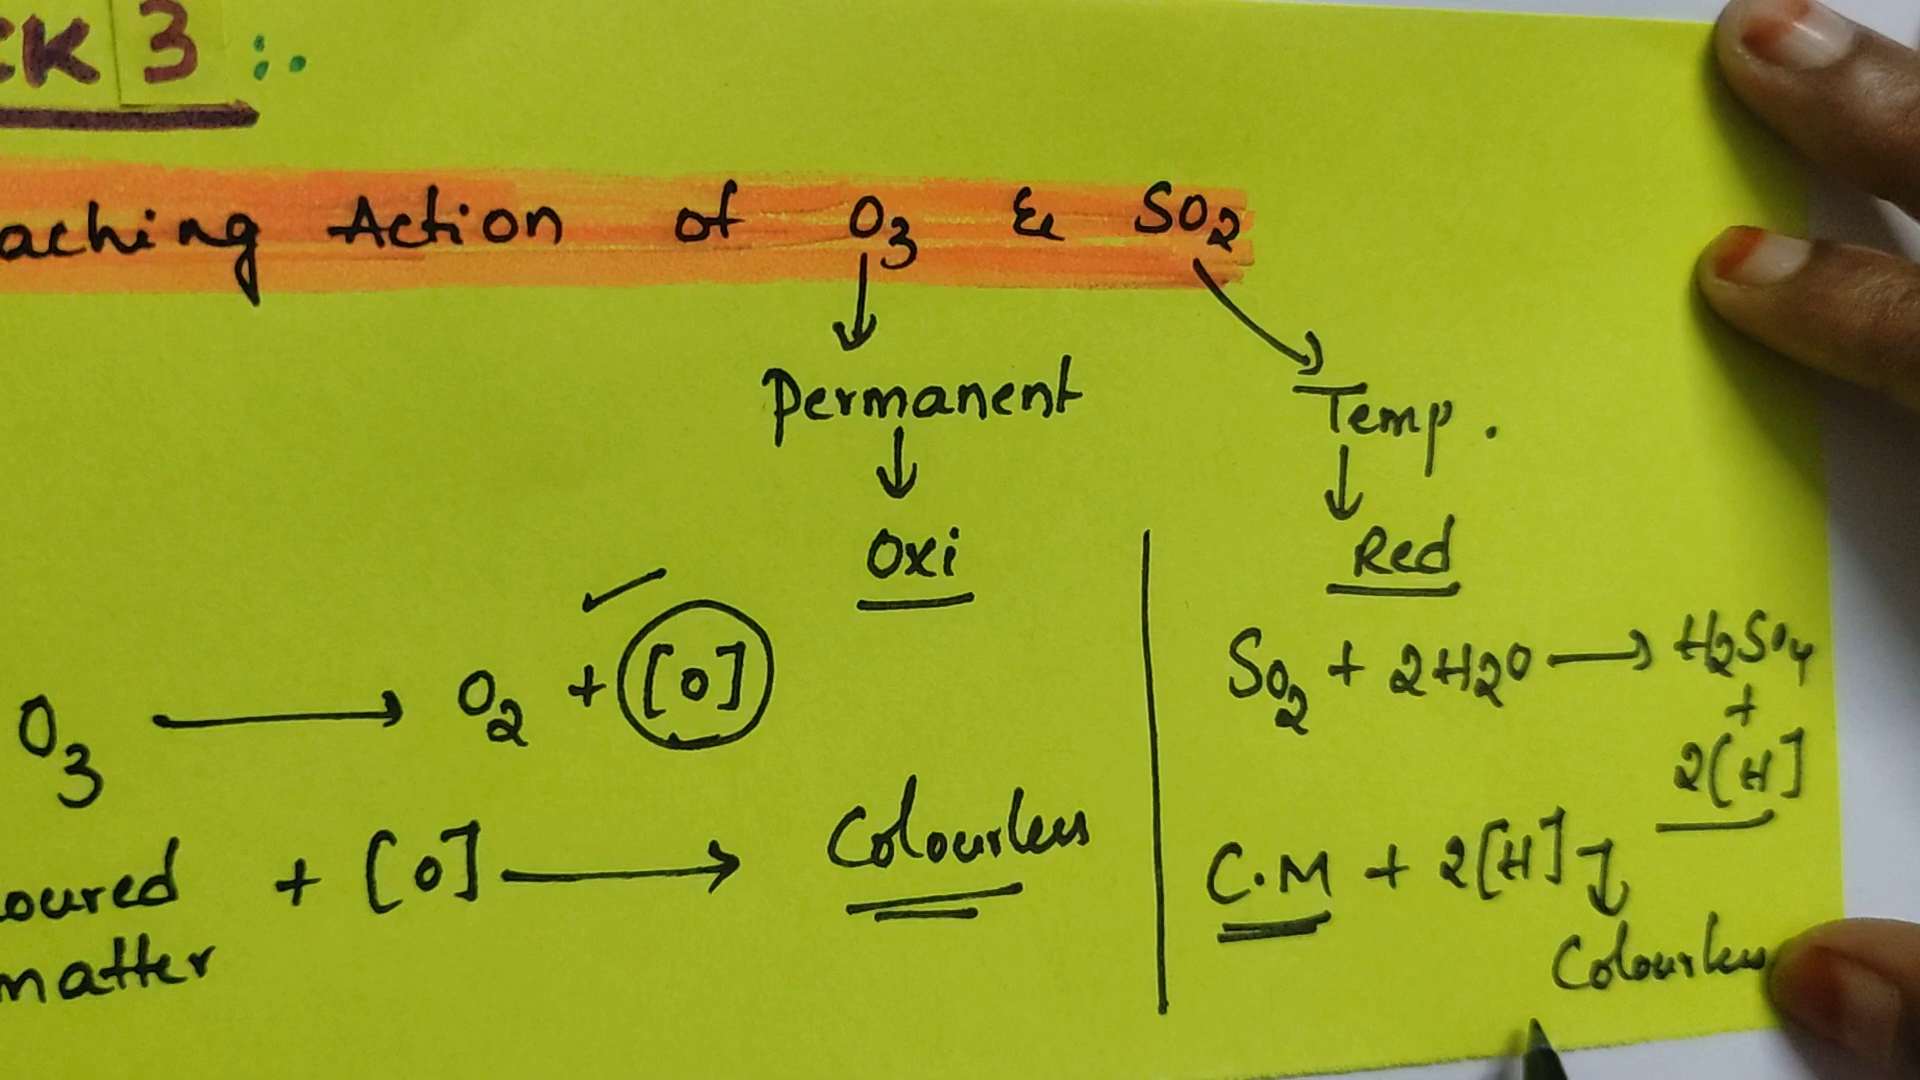 CK 3 :.
aching Action of O3 & SO2
Permanent
Temp.
Oxi
Red
O3 → O2 + [O]
SO2 + 2H2O → H2SO4
+
2[H]
oured + [O] → Colourless
matter
C.M + 2[H]
Colourless